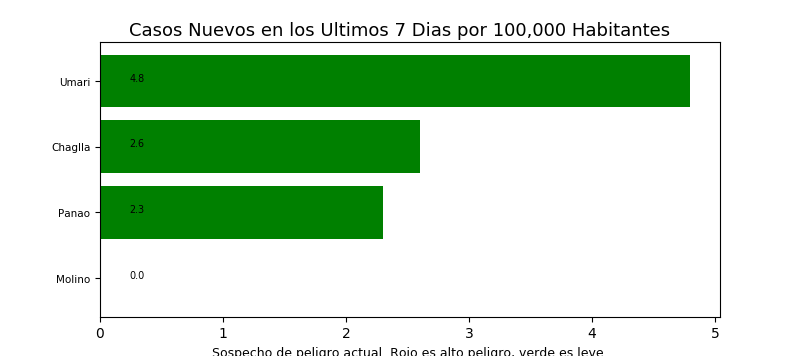 Casos Nuevos en los Ultimos 7 Dias por 100,000 Habitantes
Umari
4.8
Chaglla
2.6
Panao
2.3
Molino
0.0
0 1 2 3 4 5
Sospecho de peligro actual. Rojo es alto peligro, verde es leve